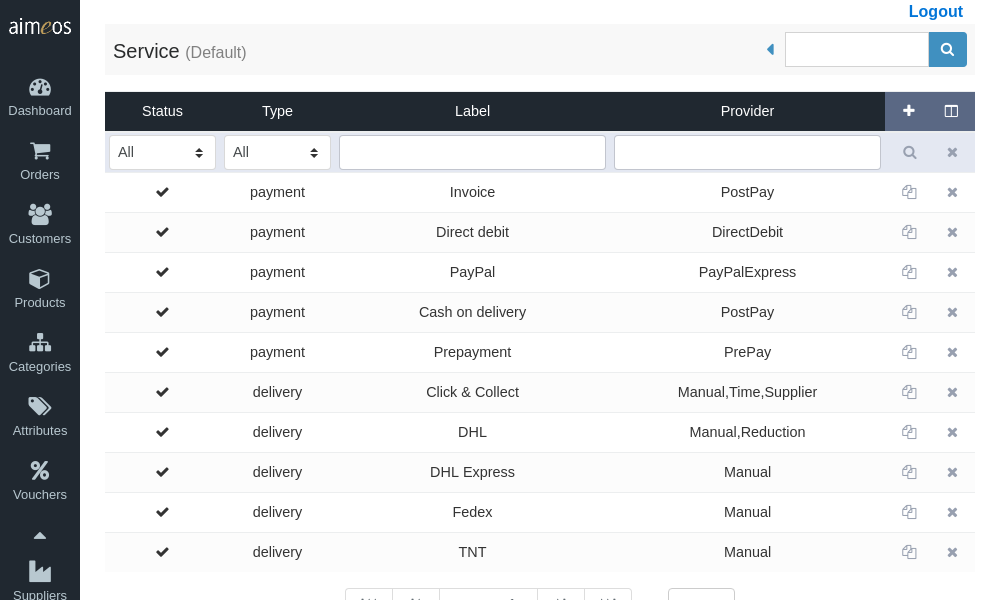 Logout
aimeos
Service (Default)
Status Type Label Provider
All All
payment Invoice PostPay
payment Direct debit DirectDebit
payment PayPal PayPalExpress
payment Cash on delivery PostPay
payment Prepayment PrePay
delivery Click & Collect Manual,Time,Supplier
delivery DHL Manual,Reduction
delivery DHL Express Manual
delivery Fedex Manual
delivery TNT Manual
Dashboard
Orders
Customers
Products
Categories
Attributes
Vouchers
Suppliers